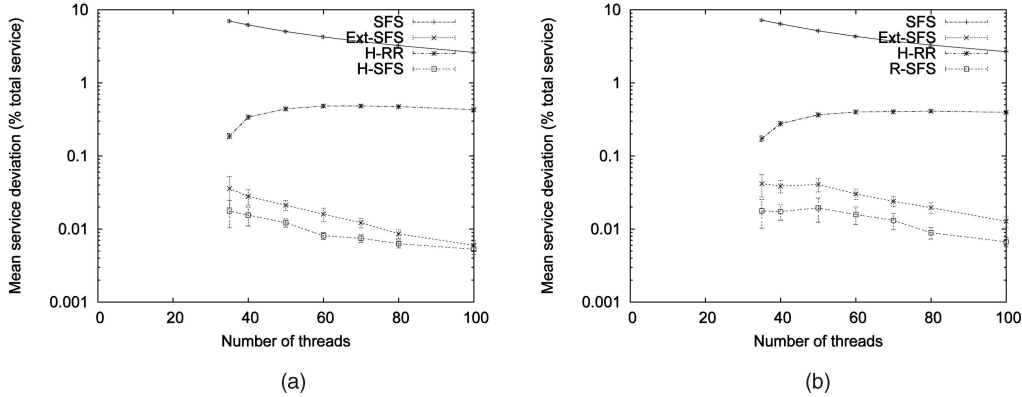 10
1
0.1
0.01
0.001
0
20
40
60
80
100
Mean service deviation (% total service)
Number of threads
SFS
Ext-SFS
H-RR
H-SFS
(a)
10
1
0.1
0.01
0.001
0
20
40
60
80
100
Mean service deviation (% total service)
Number of threads
SFS
Ext-SFS
H-RR
R-SFS
(b)